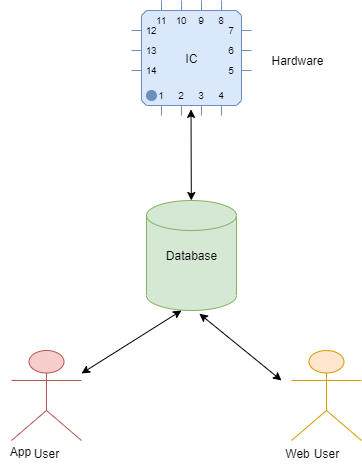 11 10 9 8
12 7
13 IC 6
14 5
1 2 3 4
Hardware
Database
App User
Web User